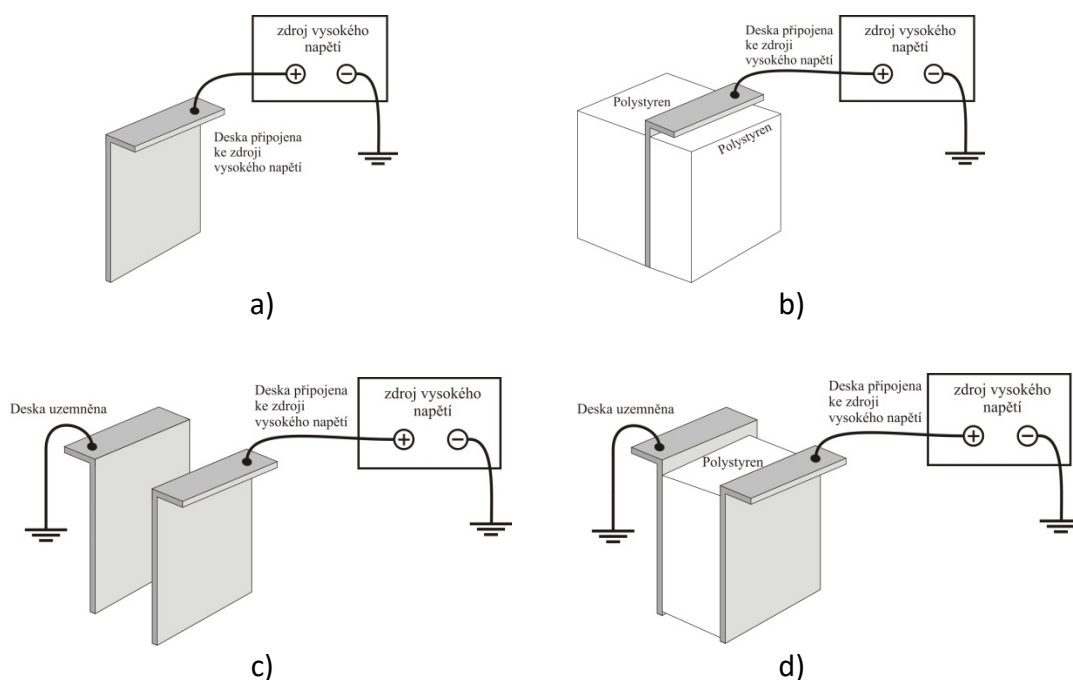 zdroj vysokého
napětí
+ −
Deska připojena
ke zdroji
vysokého napětí
a)
Deska připojena
ke zdroji
vysokého napětí
zdroj vysokého
napětí
+ −
Polystyren
Polystyren
b)
Deska uzemněna
Deska připojena
ke zdroji
vysokého napětí
zdroj vysokého
napětí
+ −
c)
Deska uzemněna
Deska připojena
ke zdroji
vysokého napětí
zdroj vysokého
napětí
+ −
Polystyren
d)